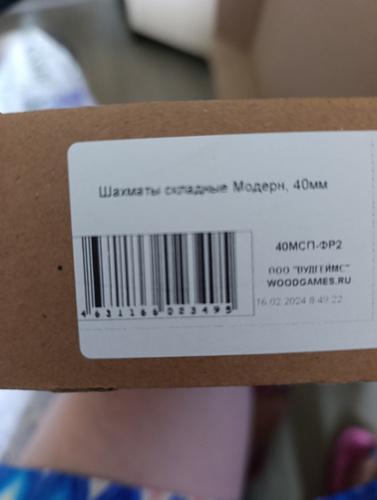 Шахматы складные Модерн, 40мм
40МСП-ФР2
ООО "ВУДГЕЙМС"
WOODGAMES.RU
16.02.2024 8:49:22
4631166023495